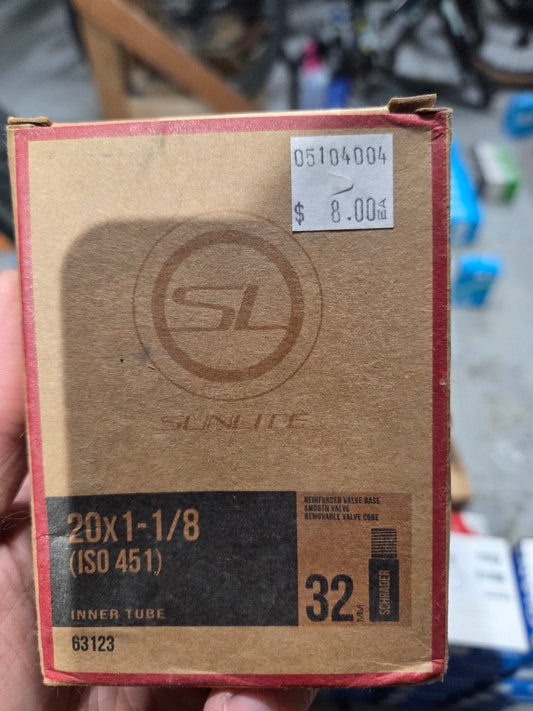 05104004
$ 8.00 EA
SL
SUNLITE
20x1-1/8
(ISO 451)
INNER TUBE
63123
REINFORCED VALVE BASE
SMOOTH VALVE
REMOVABLE VALVE CORE
32 MM
SCHRADER